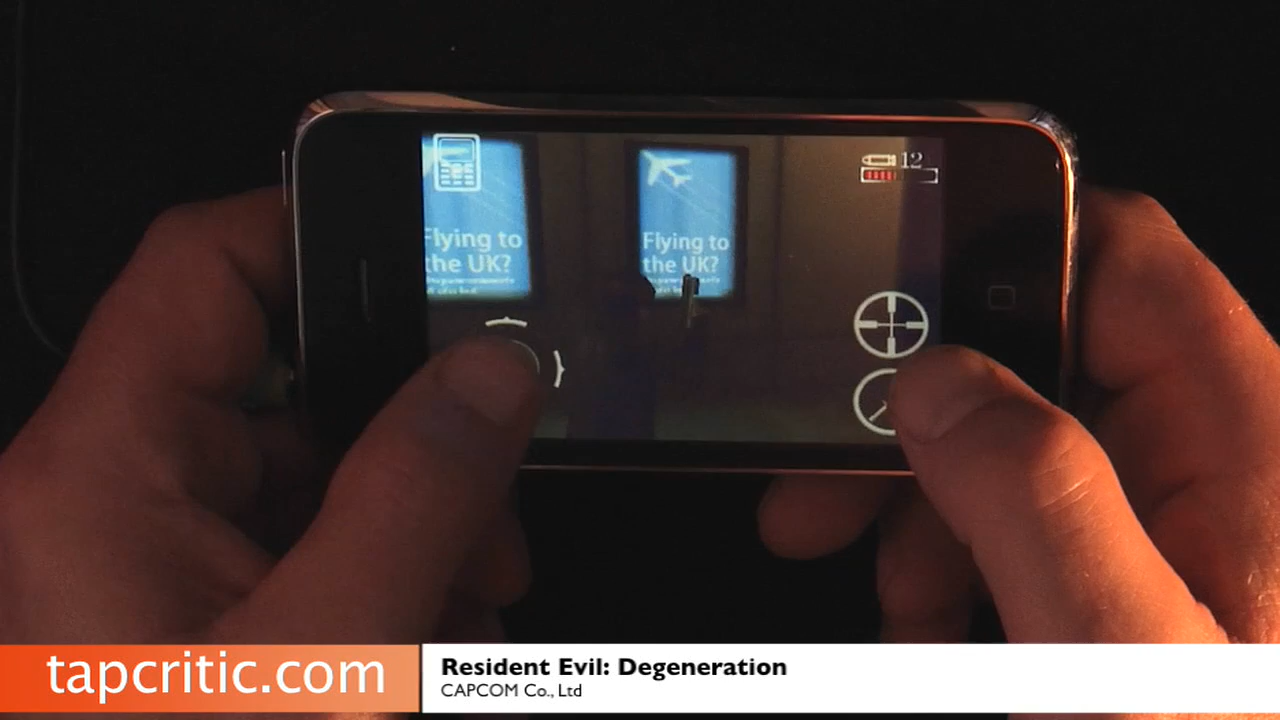 Flying to
the UK?
Flying to
the UK?
12
tapcritic.com
Resident Evil: Degeneration
CAPCOM Co., Ltd